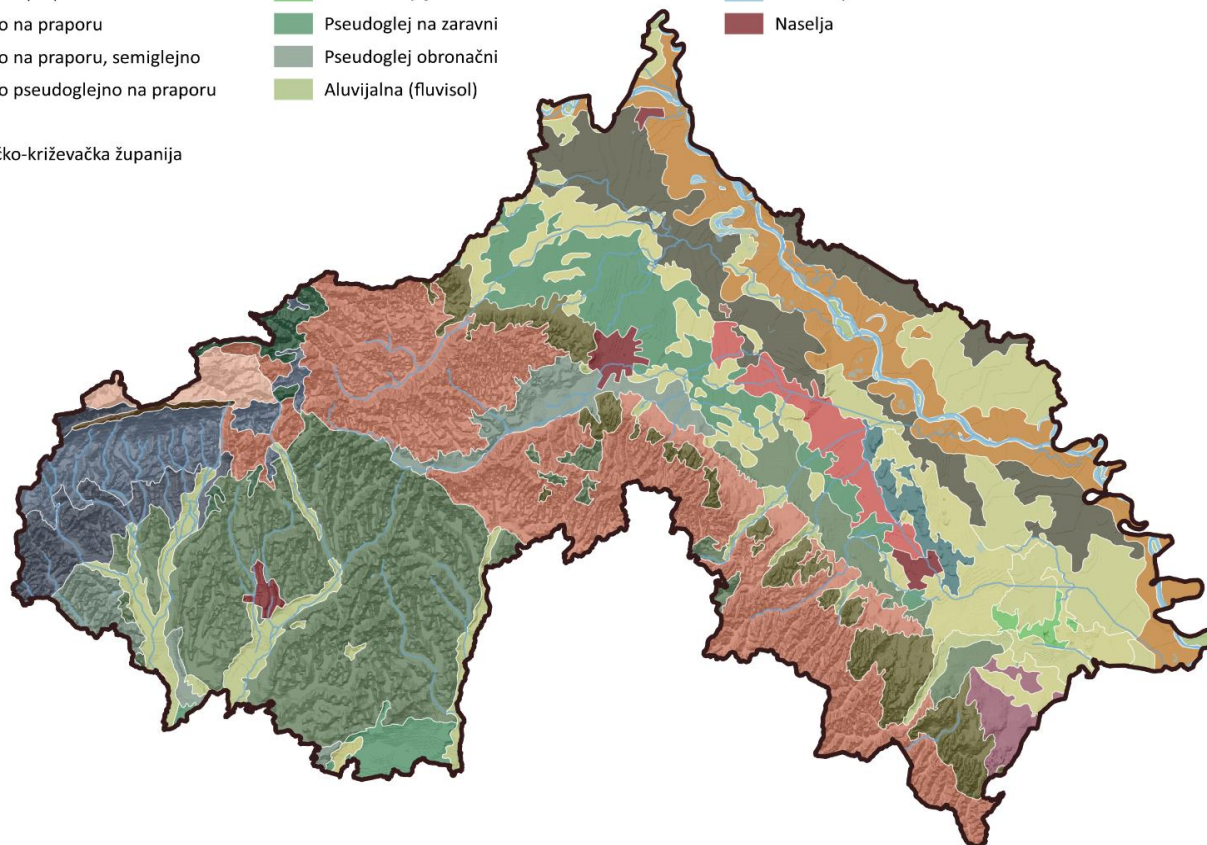 o na praporu
o na praporu, semiglejno
o pseudoglejno na praporu
čko-križevačka županija
Pseudoglej na zaravni
Pseudoglej obronačni
Aluvijalna (fluvisol)
Naselja